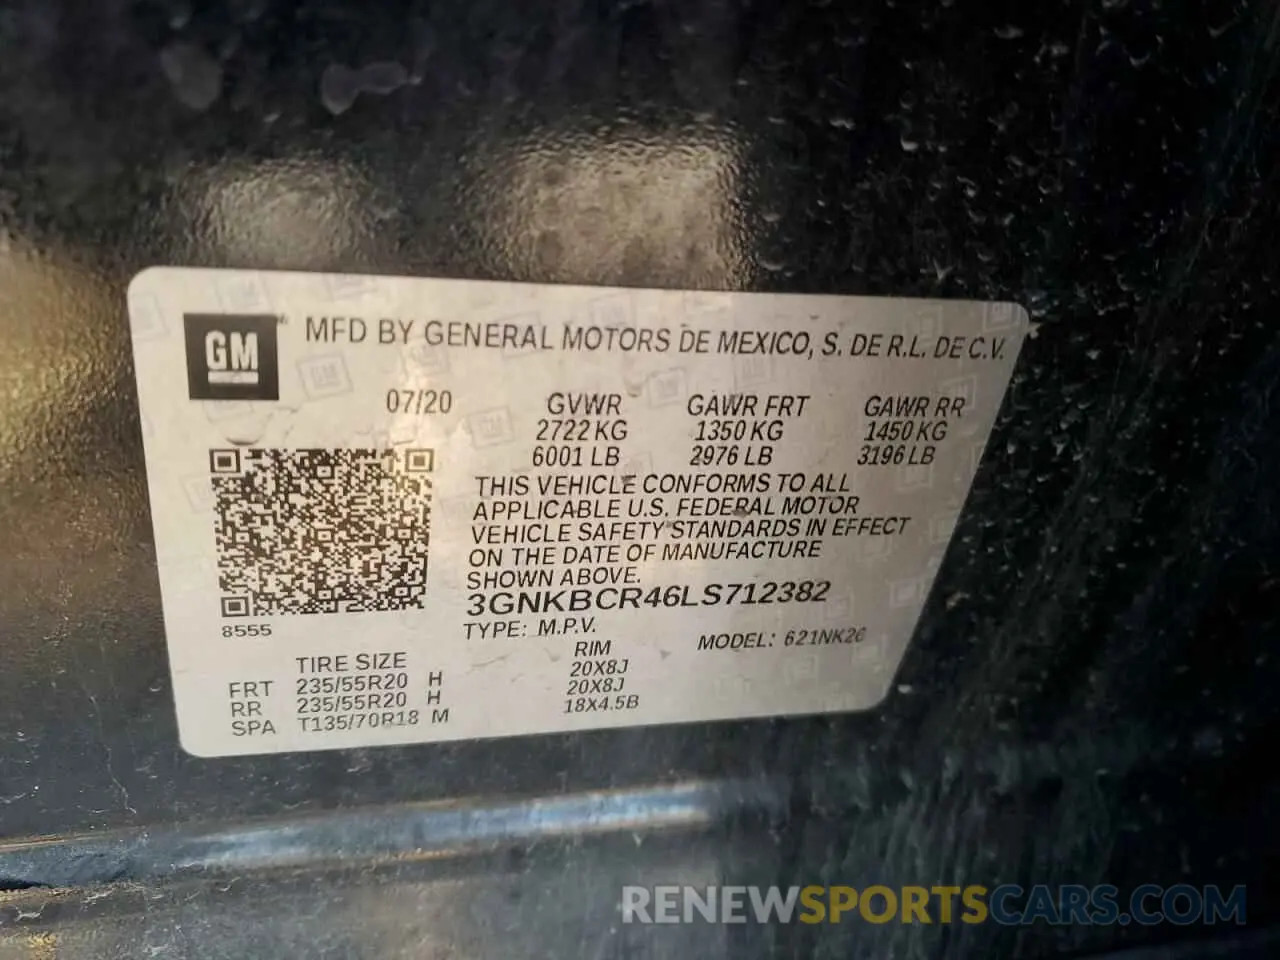 GM MFD BY GENERAL MOTORS DE MEXICO, S. DE R.L. DE C.V.
07/20 GVWR GAWR FRT GAWR RR
2722 KG 1350 KG 1450 KG
6001 LB 2976 LB 3196 LB
THIS VEHICLE CONFORMS TO ALL
APPLICABLE U.S. FEDERAL MOTOR
VEHICLE SAFETY STANDARDS IN EFFECT
ON THE DATE OF MANUFACTURE
SHOWN ABOVE.
3GNKBCR46LS712382
8555 TYPE: M.P.V. MODEL: 621NK26
TIRE SIZE RIM
FRT 235/55R20 H 20X8J
RR 235/55R20 H 20X8J
SPA T135/70R18 M 18X4.5B
RENEWSPORTSCARS.COM